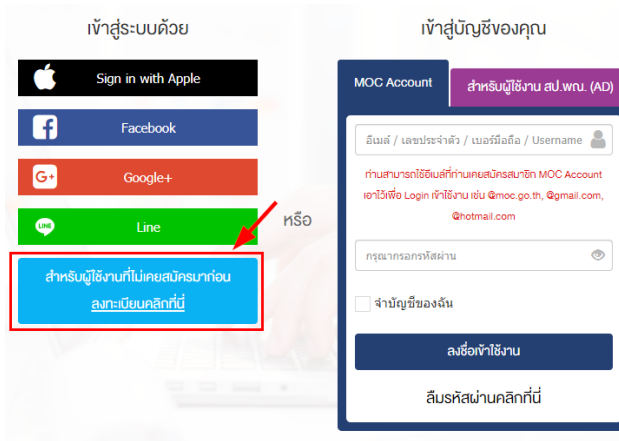 เข้าสู่ระบบด้วย
Sign in with Apple
Facebook
G+ Google+
LINE Line
สำหรับผู้ใช้งานที่ไม่เคยสมัครมาก่อน
ลงทะเบียนคลิกที่นี่
หรือ
เข้าสู่บัญชีของคุณ
MOC Account
สำหรับผู้ใช้งาน สป.พณ. (AD)
อีเมล์ / เลขประจำตัว / เบอร์มือถือ / Username
ท่านสามารถใช้อีเมล์ที่ท่านเคยสมัครสมาชิก MOC Account
เอาไว้เพื่อ Login เข้าใช้งาน เช่น @moc.go.th, @gmail.com,
@hotmail.com
กรุณากรอกรหัสผ่าน
จำบัญชีของฉัน
ลงชื่อเข้าใช้งาน
ลืมรหัสผ่านคลิกที่นี่